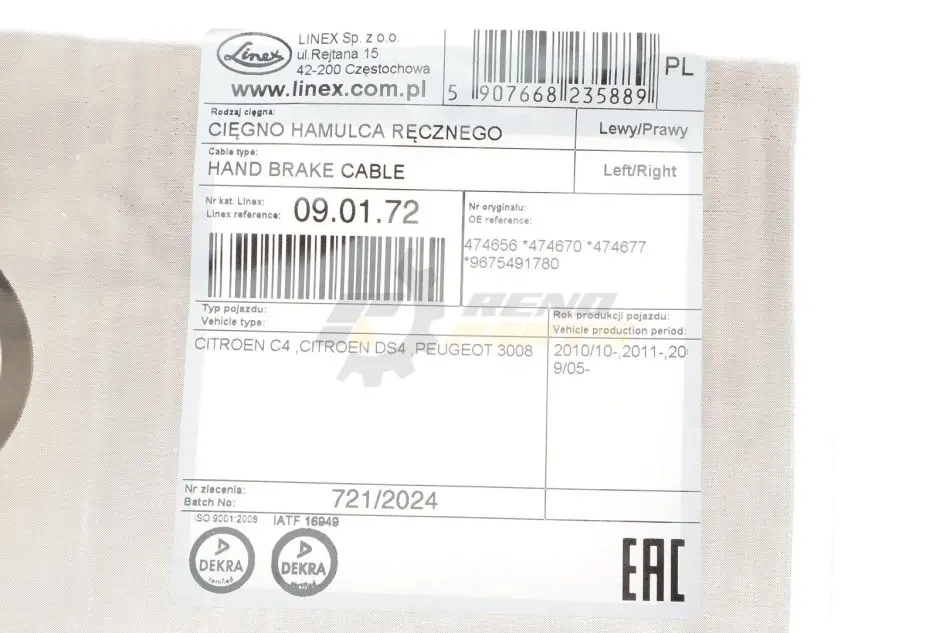 Linex
LINEX Sp. z o.o.
ul.Rejtana 15
42-200 Częstochowa
www.linex.com.pl
5 907668 235889
PL
Rodzaj cięgna:
CIĘGNO HAMULCA RĘCZNEGO
Lewy/Prawy
Cable type:
HAND BRAKE CABLE
Left/Right
Nr kat. Linex:
Linex reference:
09.01.72
Nr oryginału:
OE reference:
474656 *474670 *474677
*9675491780
RENO
Typ pojazdu:
Vehicle type:
Rok produkcji pojazdu:
Vehicle production period:
CITROEN C4 ,CITROEN DS4 ,PEUGEOT 3008
2010/10-,2011-,20
9/05-
Nr zlecenia:
Batch No:
721/2024
ISO 9001:2008
IATF 16949
DEKRA
certified
DEKRA
certified
EAC